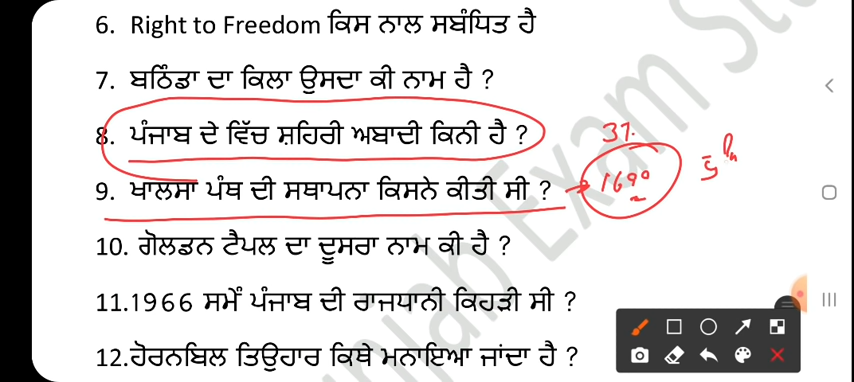 6. Right to Freedom ਕਿਸ ਨਾਲ ਸਬੰਧਿਤ ਹੈ
7. ਬਠਿੰਡਾ ਦਾ ਕਿਲਾ ਉਸਦਾ ਕੀ ਨਾਮ ਹੈ ?
8. ਪੰਜਾਬ ਦੇ ਵਿੱਚ ਸ਼ਹਿਰੀ ਅਬਾਦੀ ਕਿਨੀ ਹੈ ?
37.
9. ਖਾਲਸਾ ਪੰਥ ਦੀ ਸਥਾਪਨਾ ਕਿਸਨੇ ਕੀਤੀ ਸੀ ?
10. ਗੋਲਡਨ ਟੈਪਲ ਦਾ ਦੂਸਰਾ ਨਾਮ ਕੀ ਹੈ ?
11.1966 ਸਮੇਂ ਪੰਜਾਬ ਦੀ ਰਾਜਧਾਨੀ ਕਿਹੜੀ ਸੀ ?
12.ਹੋਰਨਬਿਲ ਤਿਉਹਾਰ ਕਿਥੇ ਮਨਾਇਆ ਜਾਂਦਾ ਹੈ ?